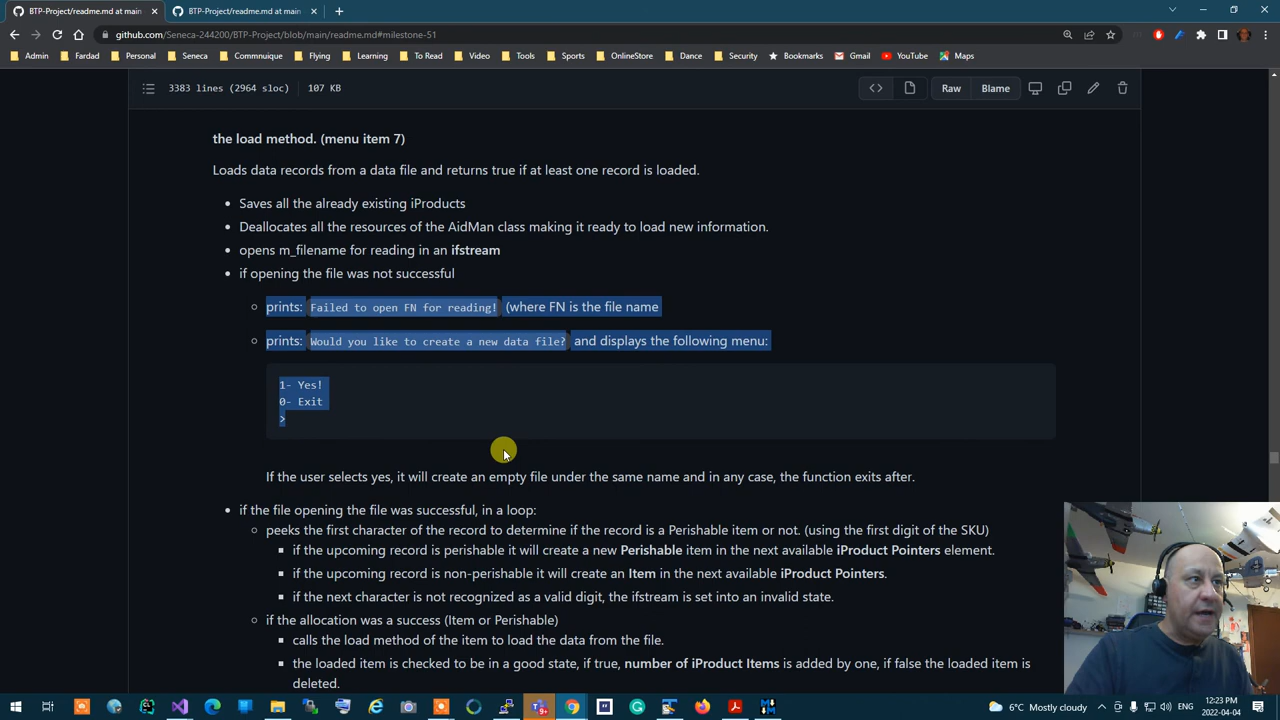 BTP-Project/readme.md at main
BTP-Project/readme.md at main
github.com/Seneca-244200/BTP-Project/blob/main/readme.md#milestone-51
Admin Fardad Personal Seneca Commnuique Flying Learning To Read Video Tools Sports OnlineStore Dance Security Bookmarks Gmail YouTube Maps
3383 lines (2964 sloc) 107 KB Raw Blame
the load method. (menu item 7)
Loads data records from a data file and returns true if at least one record is loaded.
Saves all the already existing iProducts
Deallocates all the resources of the AidMan class making it ready to load new information.
opens m_filename for reading in an ifstream
if opening the file was not successful
prints: Failed to open FN for reading! (where FN is the file name
prints: Would you like to create a new data file? and displays the following menu:
1- Yes!
0- Exit
>
If the user selects yes, it will create an empty file under the same name and in any case, the function exits after.
if the file opening the file was successful, in a loop:
peeks the first character of the record to determine if the record is a Perishable item or not. (using the first digit of the SKU)
if the upcoming record is perishable it will create a new Perishable item in the next available iProduct Pointers element.
if the upcoming record is non-perishable it will create an Item in the next available iProduct Pointers.
if the next character is not recognized as a valid digit, the ifstream is set into an invalid state.
if the allocation was a success (Item or Perishable)
calls the load method of the item to load the data from the file.
the loaded item is checked to be in a good state, if true, number of iProduct Items is added by one, if false the loaded item is
deleted.
6°C Mostly cloudy
12:23 PM
2022-04-04